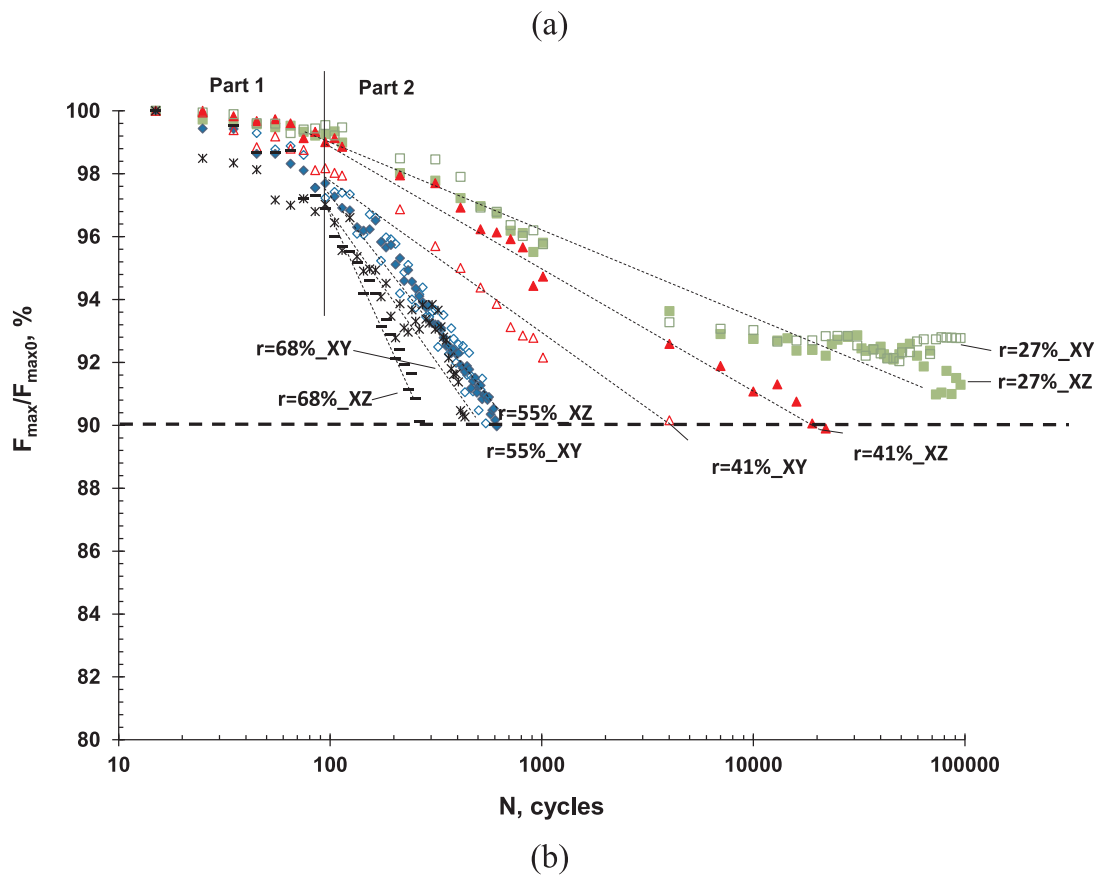 (a)
Part 1 Part 2
100
98
96
94
92
90
88
86
84
82
80
Fmax/Fmax0, %
r=68%_XY
r=68%_XZ
r=55%_XZ
r=55%_XY
r=41%_XY
r=41%_XZ
r=27%_XY
r=27%_XZ
10 100 1000 10000 100000
N, cycles
(b)